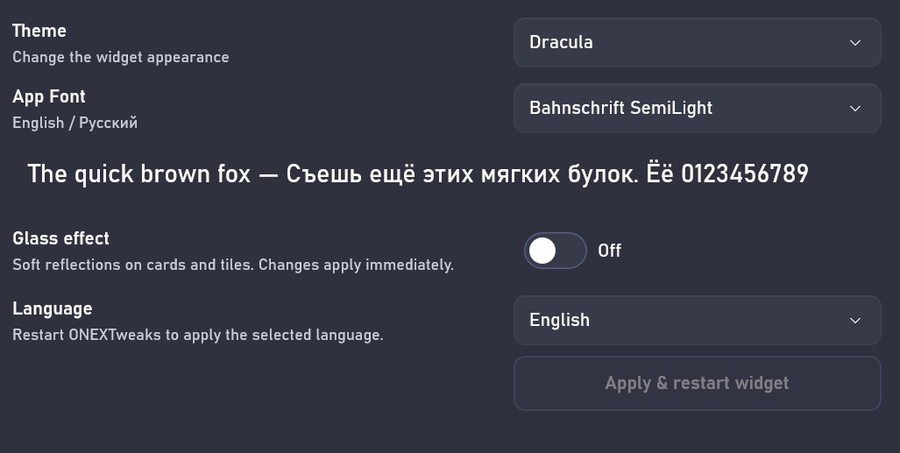 Theme
Change the widget appearance
Dracula
App Font
English / Русский
Bahnschrift SemiLight
The quick brown fox — Съешь ещё этих мягких булок. Ёё 0123456789
Glass effect
Soft reflections on cards and tiles. Changes apply immediately.
Off
Language
Restart ONEXTweaks to apply the selected language.
English
Apply & restart widget